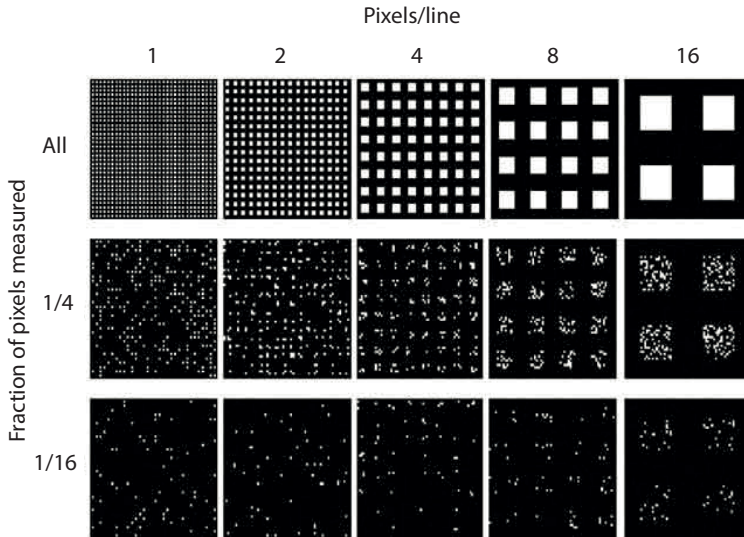 Pixels/line
1 2 4 8 16
Fraction of pixels measured
All
1/4
1/16